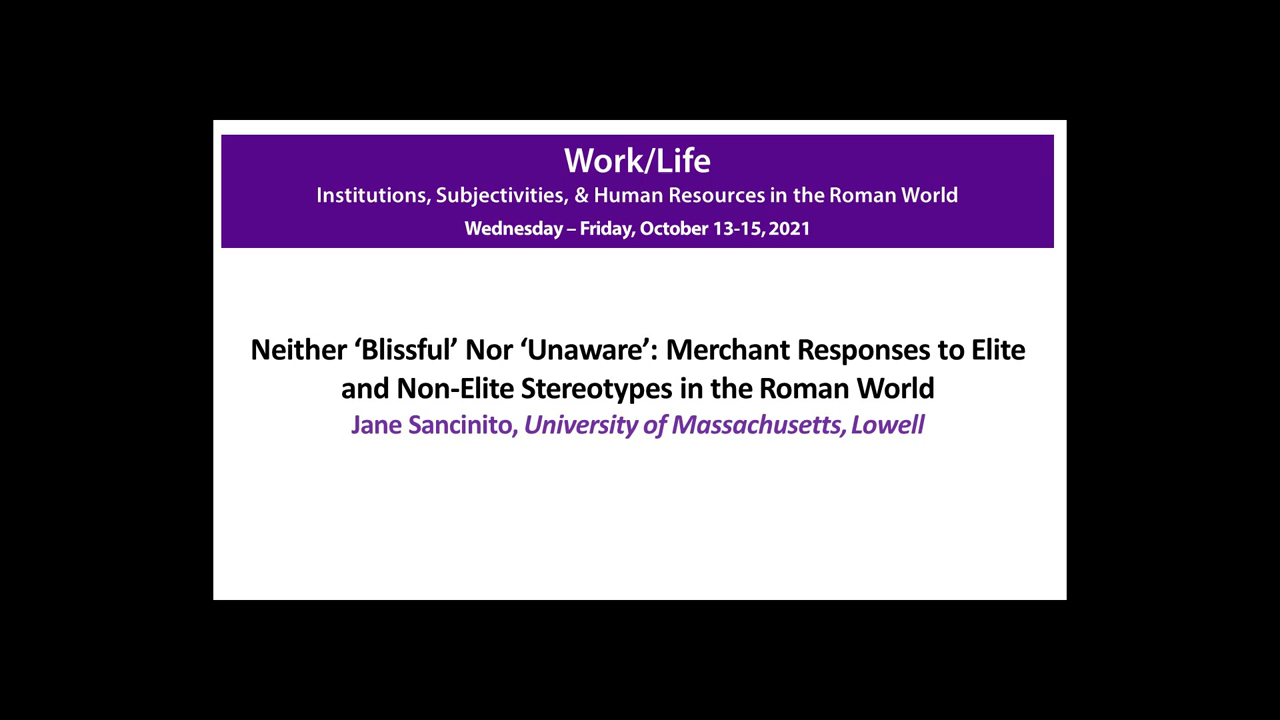 Work/Life
Institutions, Subjectivities, & Human Resources in the Roman World
Wednesday – Friday, October 13-15, 2021
Neither ‘Blissful’ Nor ‘Unaware’: Merchant Responses to Elite
and Non-Elite Stereotypes in the Roman World
Jane Sancinito, University of Massachusetts, Lowell